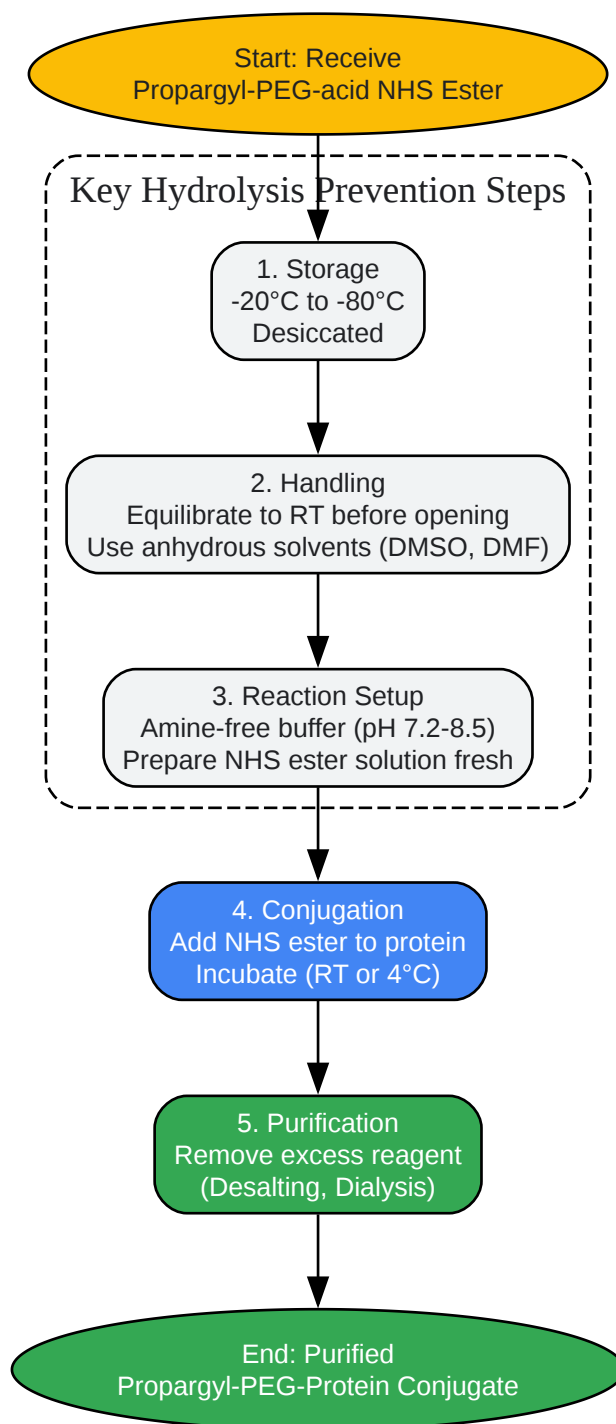 Start: Receive
Propargyl-PEG-acid NHS Ester
Key Hydrolysis Prevention Steps
1. Storage
-20°C to -80°C
Desiccated
2. Handling
Equilibrate to RT before opening
Use anhydrous solvents (DMSO, DMF)
3. Reaction Setup
Amine-free buffer (pH 7.2-8.5)
Prepare NHS ester solution fresh
4. Conjugation
Add NHS ester to protein
Incubate (RT or 4°C)
5. Purification
Remove excess reagent
(Desalting, Dialysis)
End: Purified
Propargyl-PEG-Protein Conjugate